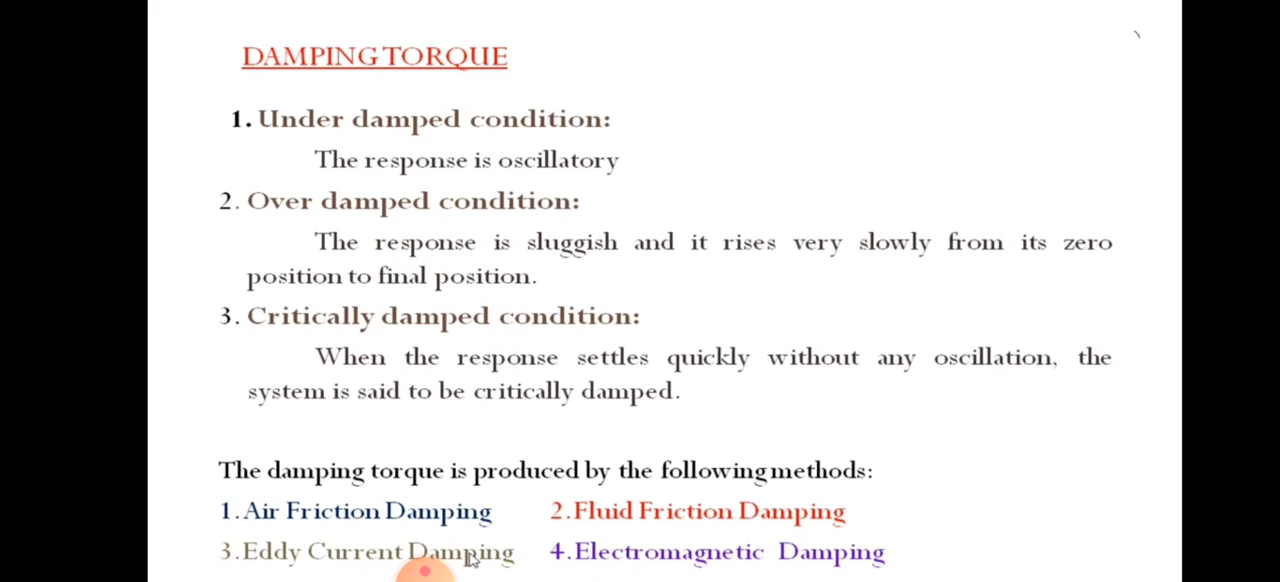 DAMPING TORQUE
1. Under damped condition:
The response is oscillatory
2. Over damped condition:
The response is sluggish and it rises very slowly from its zero
position to final position.
3. Critically damped condition:
When the response settles quickly without any oscillation, the
system is said to be critically damped.
The damping torque is produced by the following methods:
1.Air Friction Damping 2.Fluid Friction Damping
3.Eddy Current Damping 4.Electromagnetic Damping